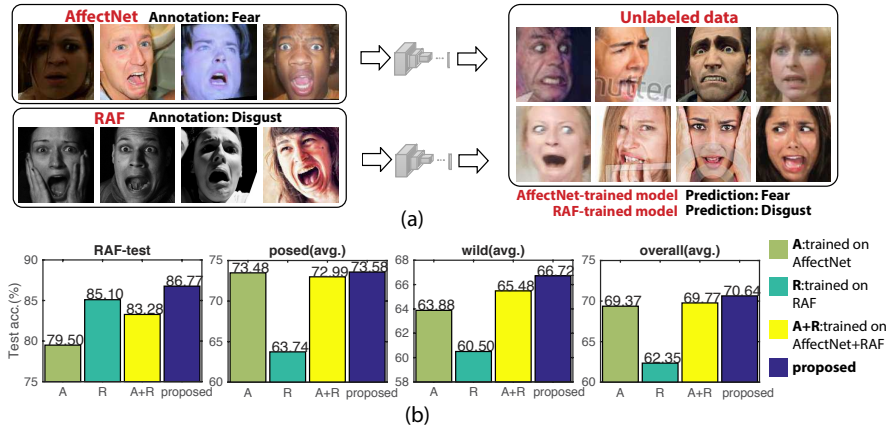 AffectNet Annotation: Fear
RAF Annotation: Disgust
Unlabeled data
nutter
AffectNet-trained model Prediction: Fear
RAF-trained model Prediction: Disgust
(a)
RAF-test
Test acc.(%)
90
85
80
75
79.50
85.10
83.28
86.77
A R A+R proposed
posed(avg.)
75
70
65
60
73.48
63.74
72.99
73.58
A R A+R proposed
wild(avg.)
68
66
64
62
60
58
63.88
60.50
65.48
66.72
A R A+R proposed
overall(avg.)
75
70
65
60
69.37
62.35
69.77
70.64
A R A+R proposed
A:trained on
AffectNet
R:trained on
RAF
A+R:trained on
AffectNet+RAF
proposed
(b)